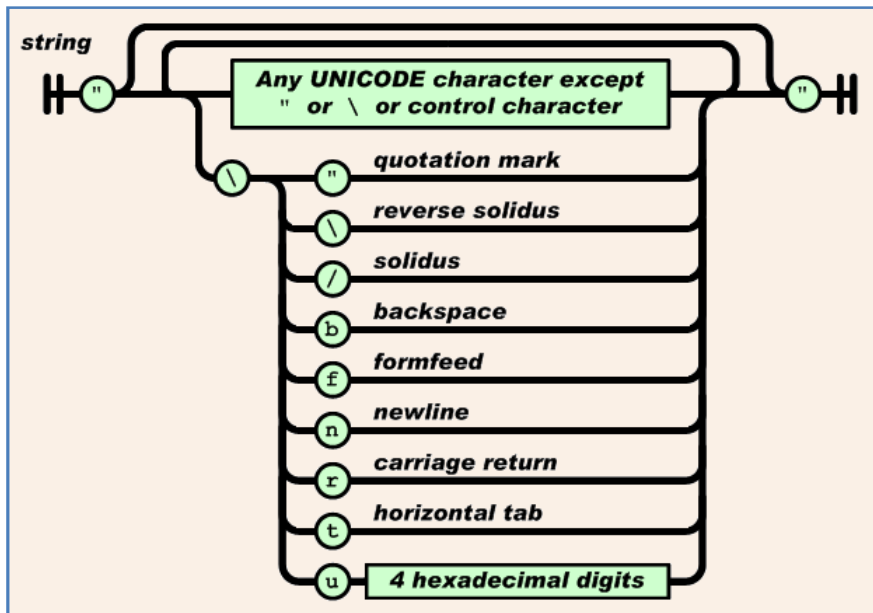 string
" Any UNICODE character except "
" or \ or control character
\ " quotation mark
\ reverse solidus
/ solidus
b backspace
f formfeed
n newline
r carriage return
t horizontal tab
u 4 hexadecimal digits